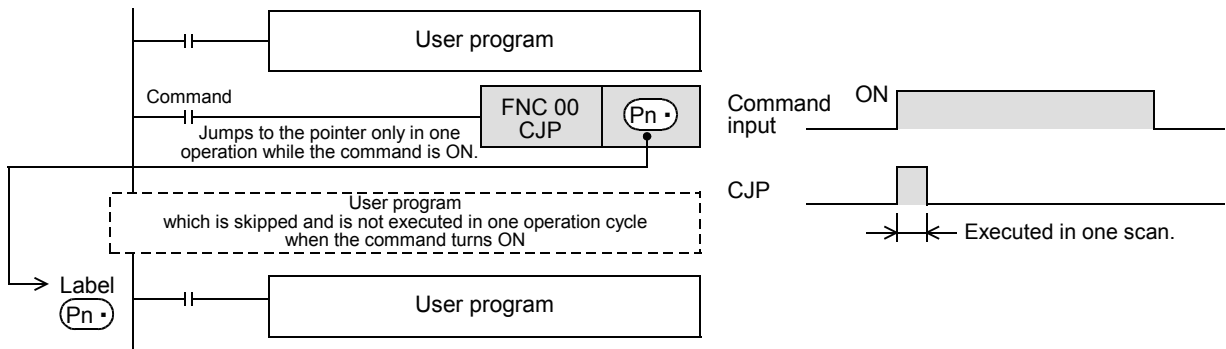 User program
Command
FNC 00
CJP
Pn
Jumps to the pointer only in one
operation while the command is ON.
User program
which is skipped and is not executed in one operation cycle
when the command turns ON
Label
Pn
User program
Command
input
ON
CJP
Executed in one scan.